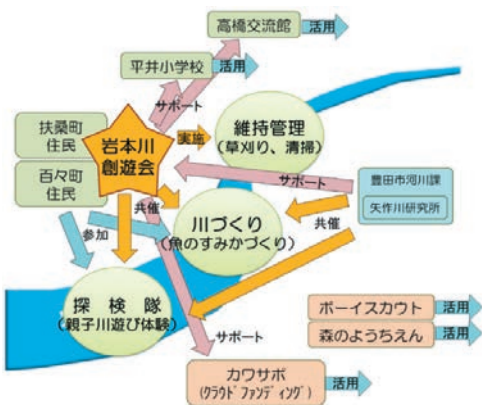 高橋交流館
活用
平井小学校
活用
サポート
扶桑町
住民
百々町
住民
岩本川
創遊会
実施
維持管理
(草刈り、清掃)
サポート
豊田市河川課
矢作川研究所
共催
川づくり
(魚のすみかづくり)
共催
参加
探検隊
(親子川遊び体験)
サポート
ボーイスカウト
活用
森のようちえん
活用
カワサポ
(クラウドファンディング)
活用